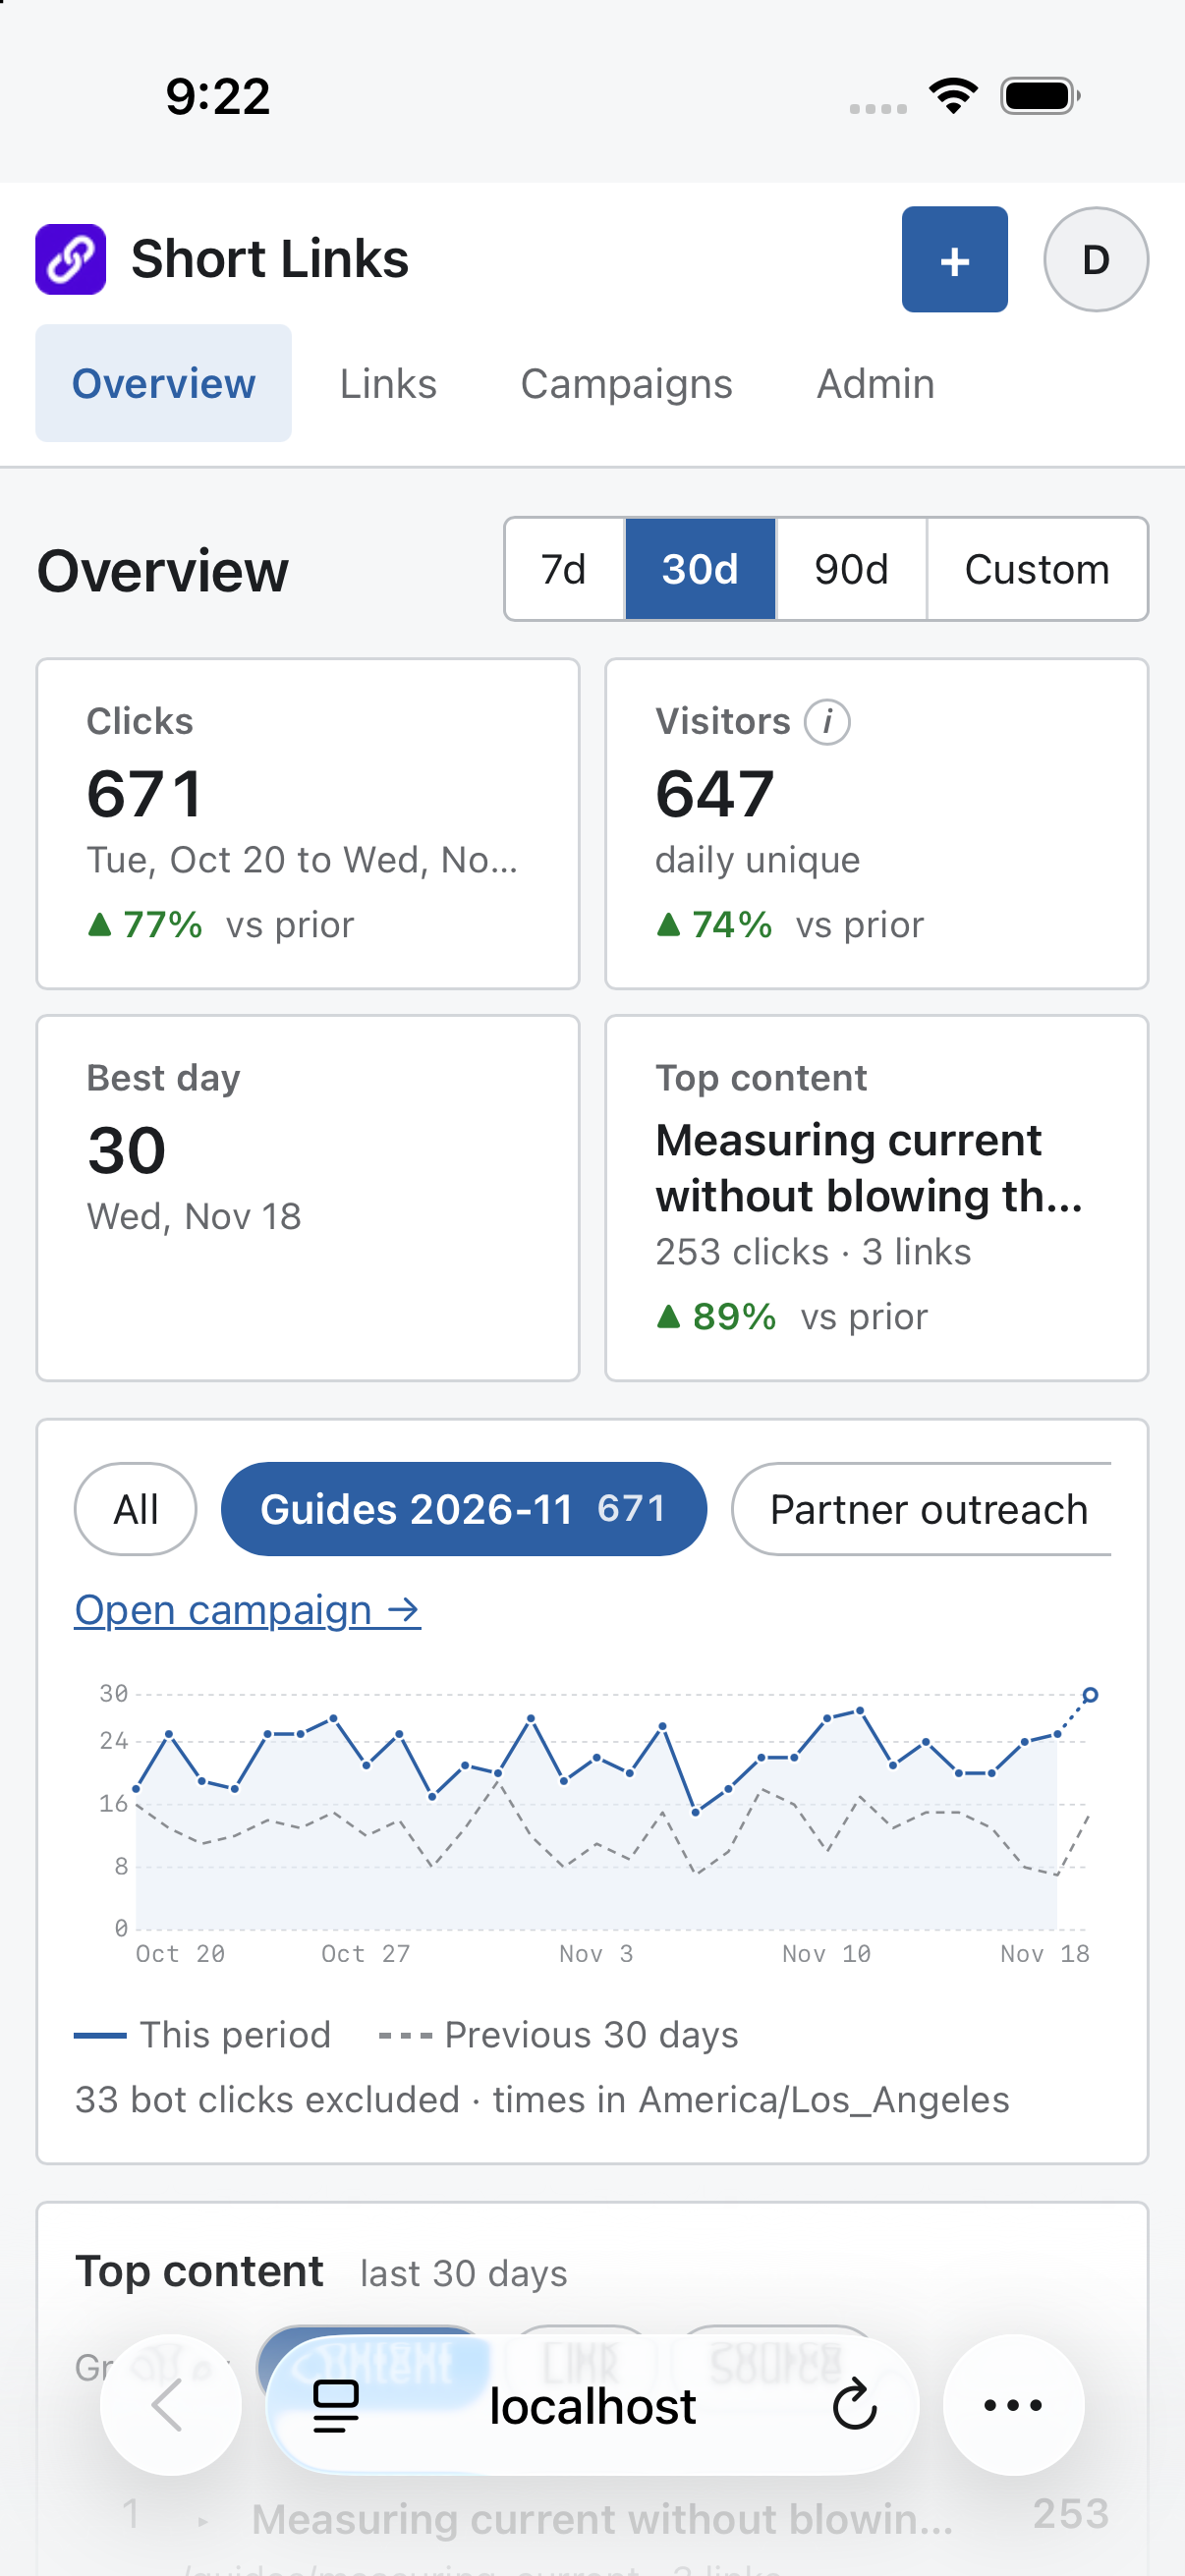 9:22
Short Links
+
D
Overview
Links
Campaigns
Admin
Overview
7d
30d
90d
Custom
Clicks
671
Tue, Oct 20 to Wed, No...
77% vs prior
Visitors i
647
daily unique
74% vs prior
Best day
30
Wed, Nov 18
Top content
Measuring current
without blowing th...
253 clicks · 3 links
89% vs prior
All
Guides 2026-11 671
Partner outreach
Open campaign →
30
24
16
8
0
Oct 20
Oct 27
Nov 3
Nov 10
Nov 18
This period
Previous 30 days
33 bot clicks excluded · times in America/Los_Angeles
Top content last 30 days
Content
Link
Source
localhost
1
Measuring current without blowin...
253